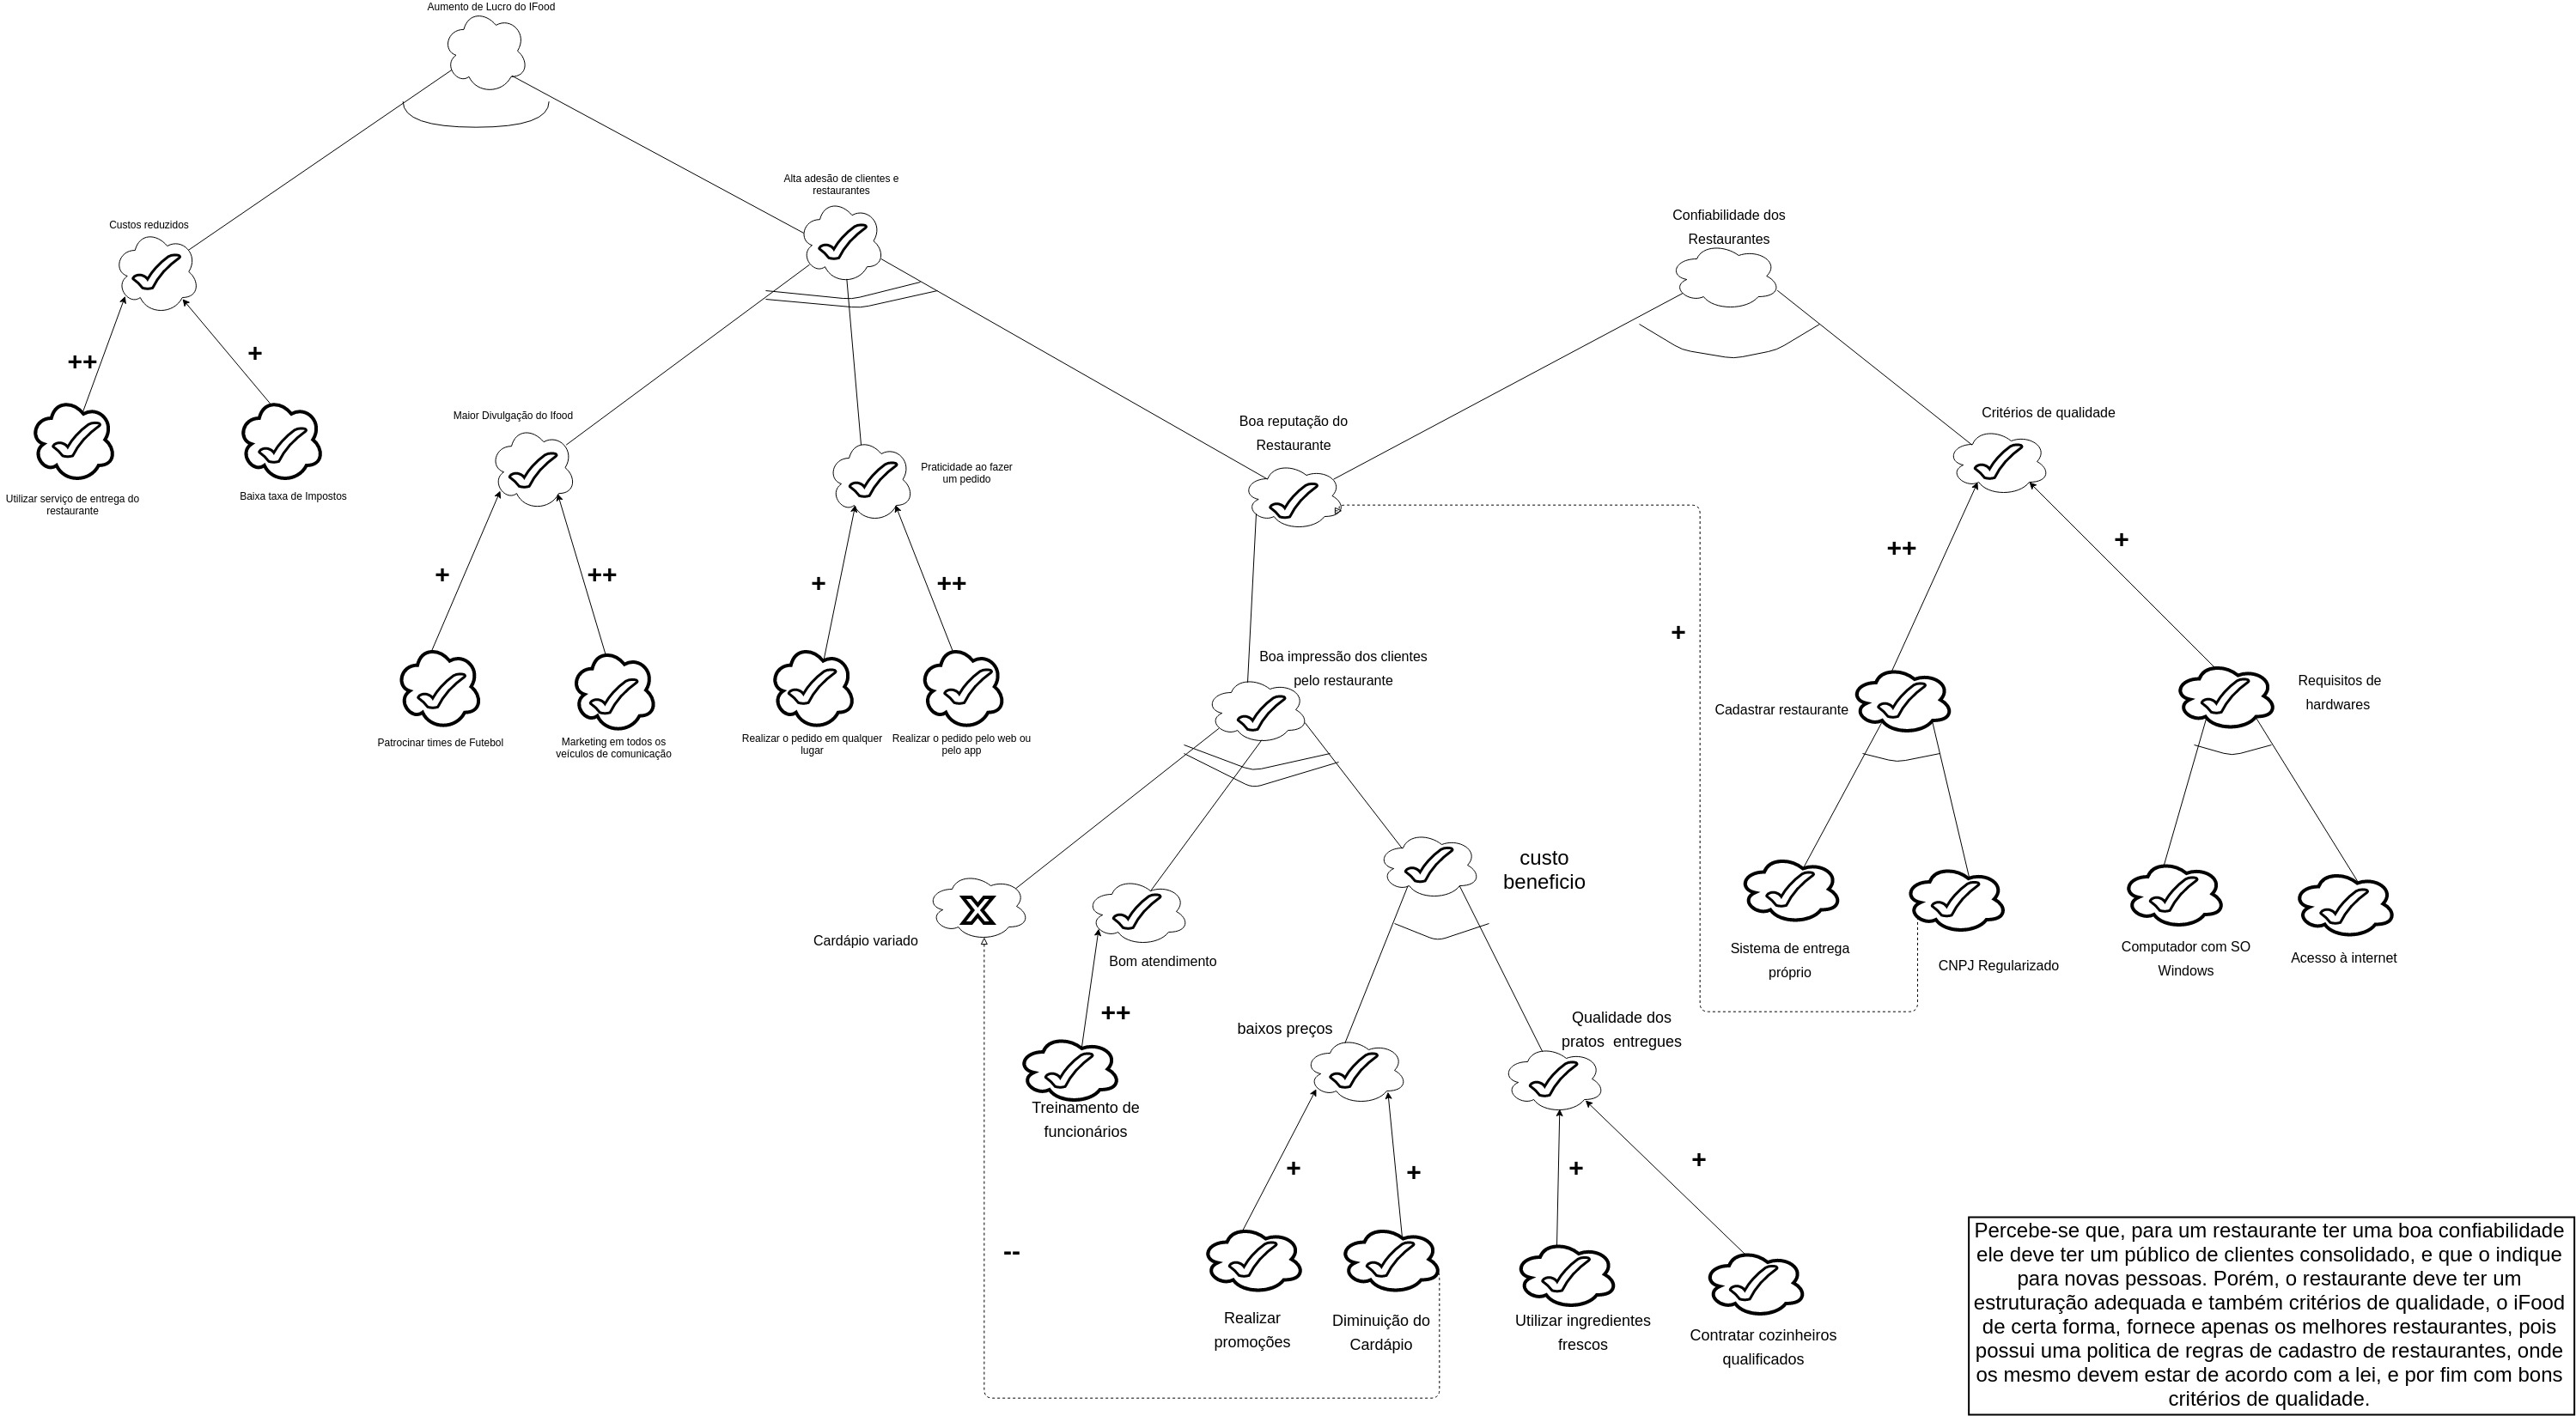 Aumento de Lucro do IFood
Alta adesão de clientes e
restaurantes
Custos reduzidos
Confiabilidade dos
Restaurantes
++
+
Utilizar serviço de entrega do
restaurante
Baixa taxa de Impostos
Maior Divulgação do Ifood
Praticidade ao fazer
um pedido
Boa reputação do
Restaurante
Critérios de qualidade
+
++
+
++
++
+
+
Patrocinar times de Futebol
Marketing em todos os
veículos de comunicação
Realizar o pedido em qualquer
lugar
Realizar o pedido pelo web ou
pelo app
Boa impressão dos clientes
pelo restaurante
Cadastrar restaurante
Requisitos de
hardwares
custo
beneficio
Cardápio variado
Bom atendimento
Sistema de entrega
próprio
CNPJ Regularizado
Computador com SO
Windows
Acesso à internet
++
baixos preços
Qualidade dos
pratos  entregues
Treinamento de
funcionários
+
+
+
+
--
Realizar
promoções
Diminuição do
Cardápio
Utilizar ingredientes
frescos
Contratar cozinheiros
qualificados
Percebe-se que, para um restaurante ter uma boa confiabilidade
ele deve ter um público de clientes consolidado, e que o indique
para novas pessoas. Porém, o restaurante deve ter um
estruturação adequada e também critérios de qualidade, o iFood
de certa forma, fornece apenas os melhores restaurantes, pois
possui uma politica de regras de cadastro de restaurantes, onde
os mesmo devem estar de acordo com a lei, e por fim com bons
critérios de qualidade.